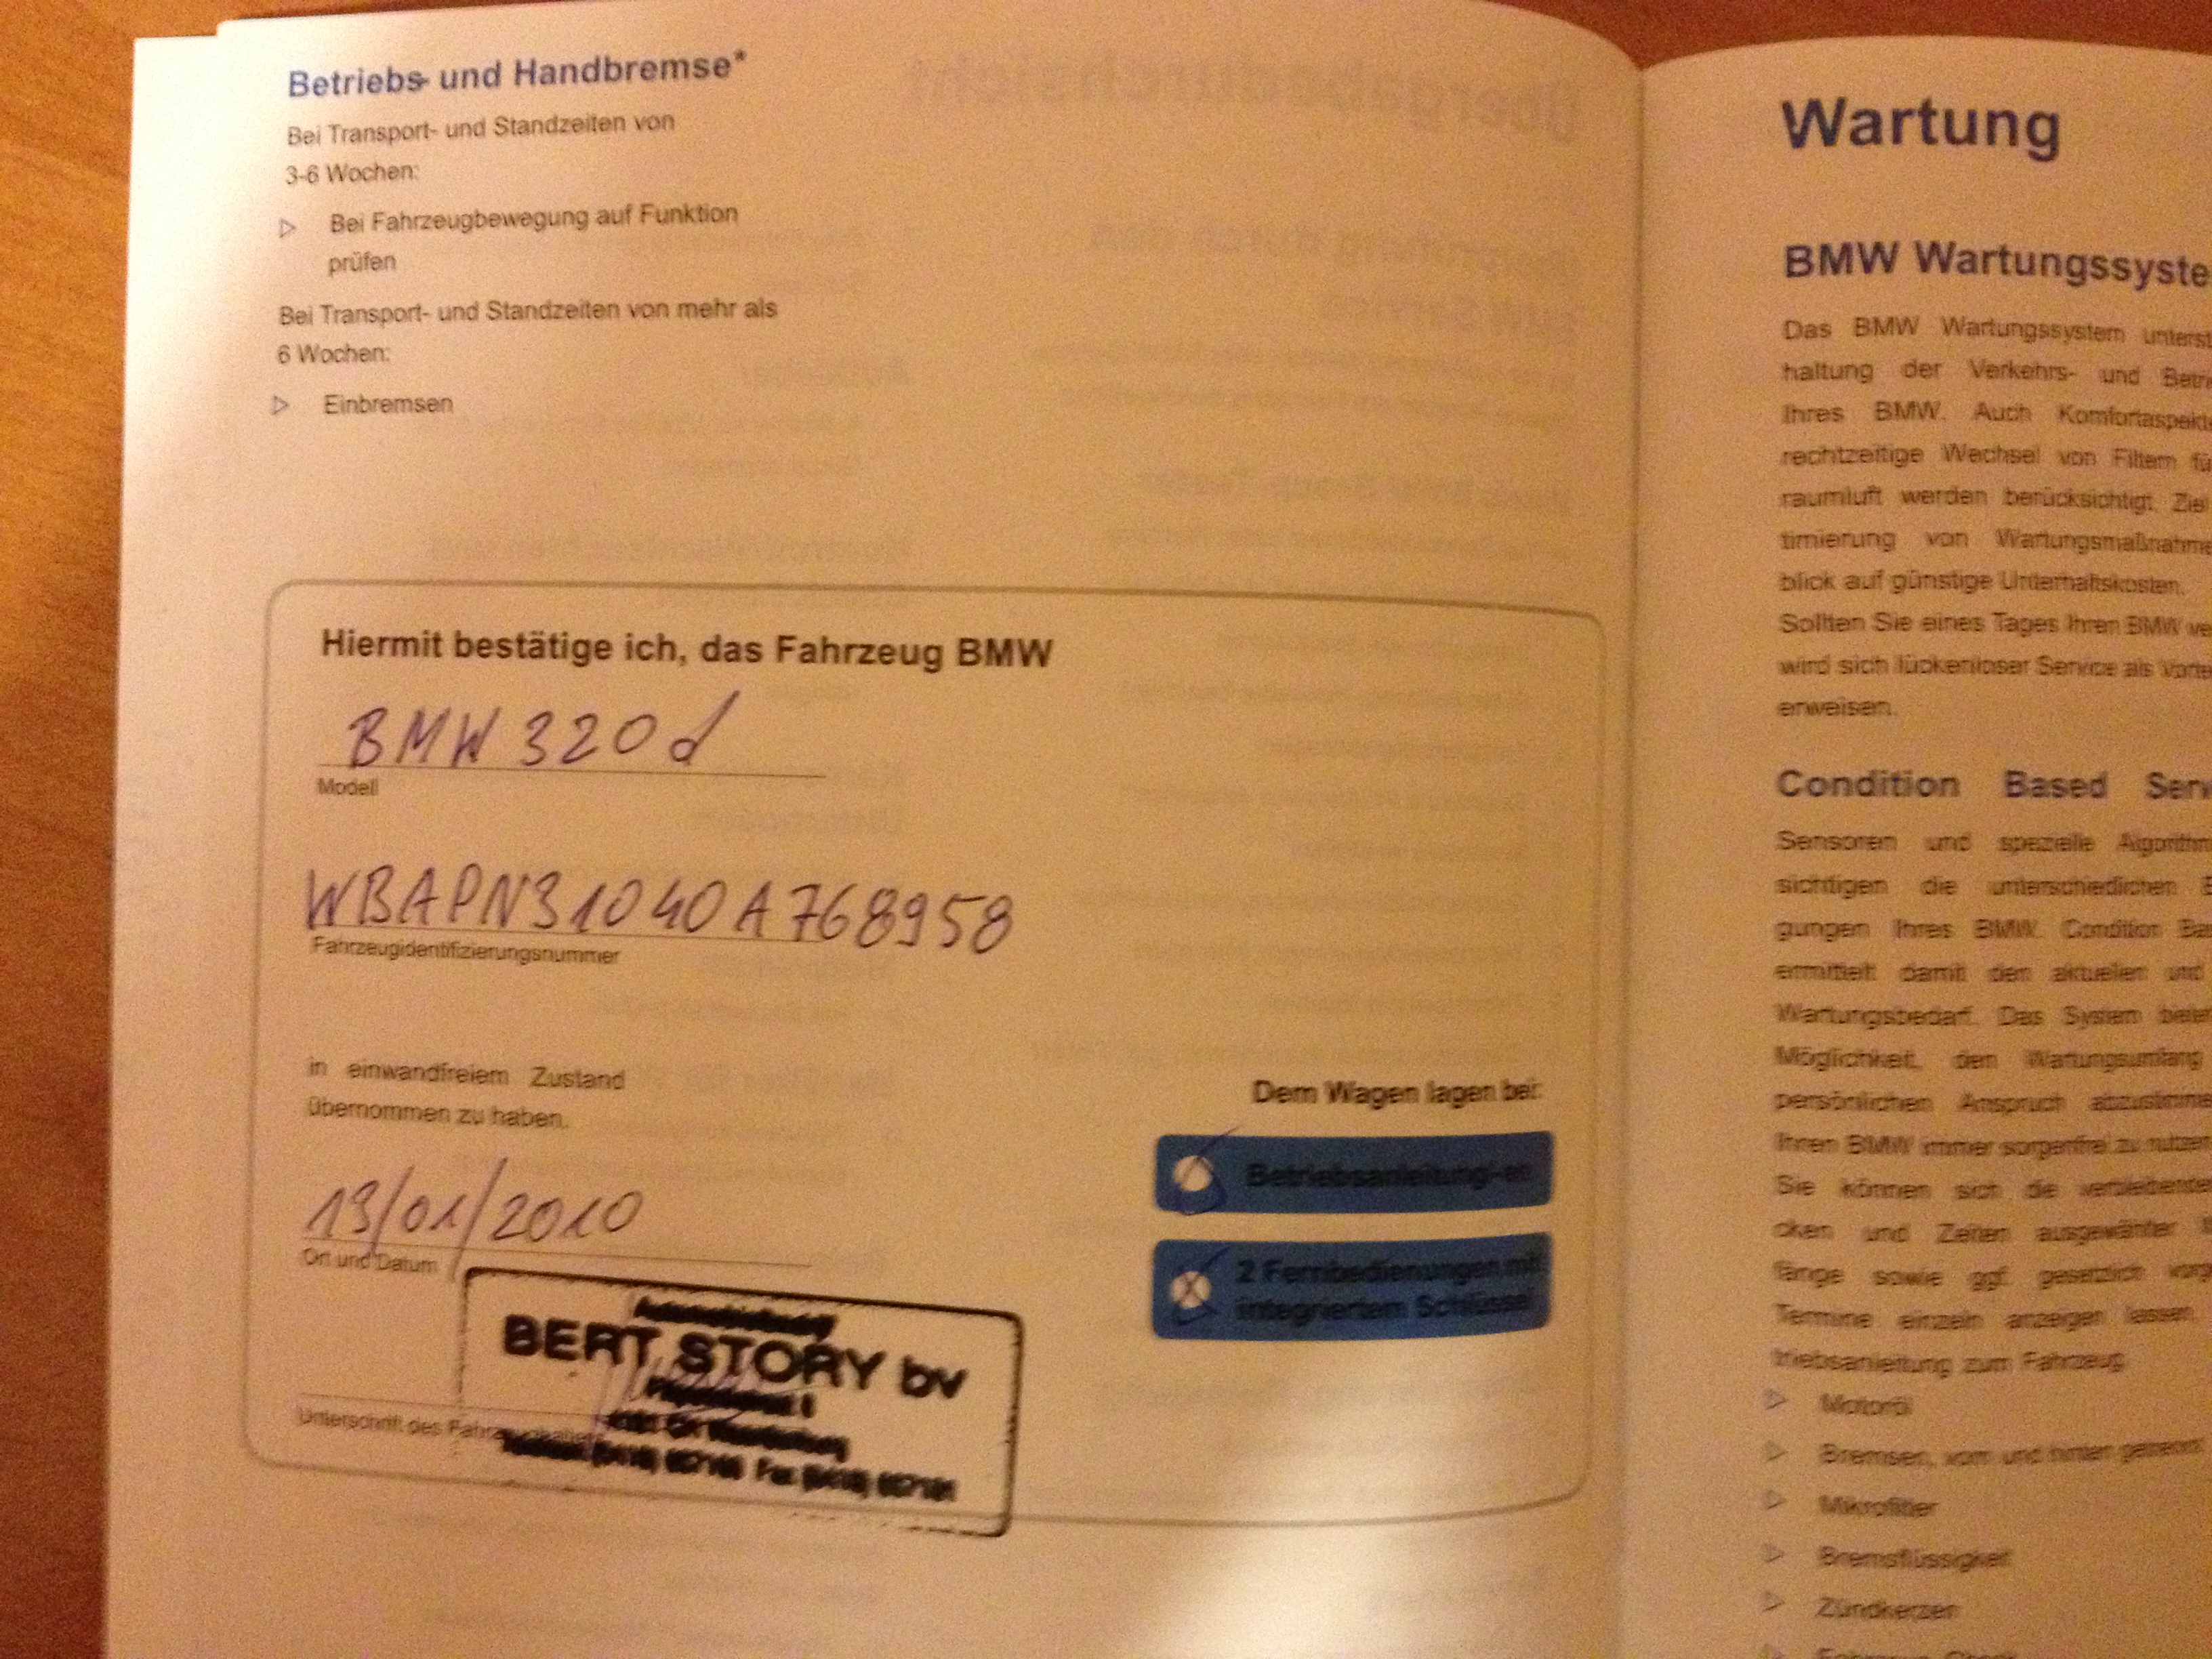 Betriebs- und Handbremse*
Bei Transport- und Standzeiten von
3-6 Wochen:
▷ Bei Fahrzeugbewegung auf Funktion
prüfen
Bei Transport- und Standzeiten von mehr als
6 Wochen:
▷ Einbremsen
Hiermit bestätige ich, das Fahrzeug BMW
BMW 320d
Modell
WBAPN31040A768958
Fahrzeugidentifizierungsnummer
in einwandfreiem Zustand
übernommen zu haben.
13/01/2010
Ort und Datum
BERT STORY bv
Unterschrift des
Dem Wagen lagen bei:
Betriebsanleitung/-en
2 Fernbedienungen mit
integriertem Schlüssel
Wartung
BMW Wartungssyste
Das BMW Wartungssystem unterst
haltung der Verkehrs- und Betri
Ihres BMW. Auch Komfortaspekte
rechtzeitige Wechsel von Filtern fü
raumluft werden berücksichtigt. Ziel
timierung von Wartungsmaßnahme
blick auf günstige Unterhaltskosten.
Sollten Sie eines Tages Ihren BMW ve
wird sich lückenloser Service als Vorte
erweisen.
Condition Based Serv
Sensoren und spezielle Algorithm
sichtigen die unterschiedlichen
gungen Ihres BMW. Condition Bas
ermittelt damit den aktuellen und
Wartungsbedarf. Das System bietet
Möglichkeit, den Wartungsumfang
persönlichen Anspruch abzustimme
Ihren BMW immer sorgenfrei zu nutzen
Sie können sich die verbleibenden
cken und Zeiten ausgewählter
fänge sowie ggf. gesetzlich vorg
Termine einzeln anzeigen lassen
triebsanleitung zum Fahrzeug
▷ Motoröl
▷ Bremsen, vorn und hinten getrennt
▷ Mikrofilter
▷ Bremsflüssigkeit
▷ Zündkerzen